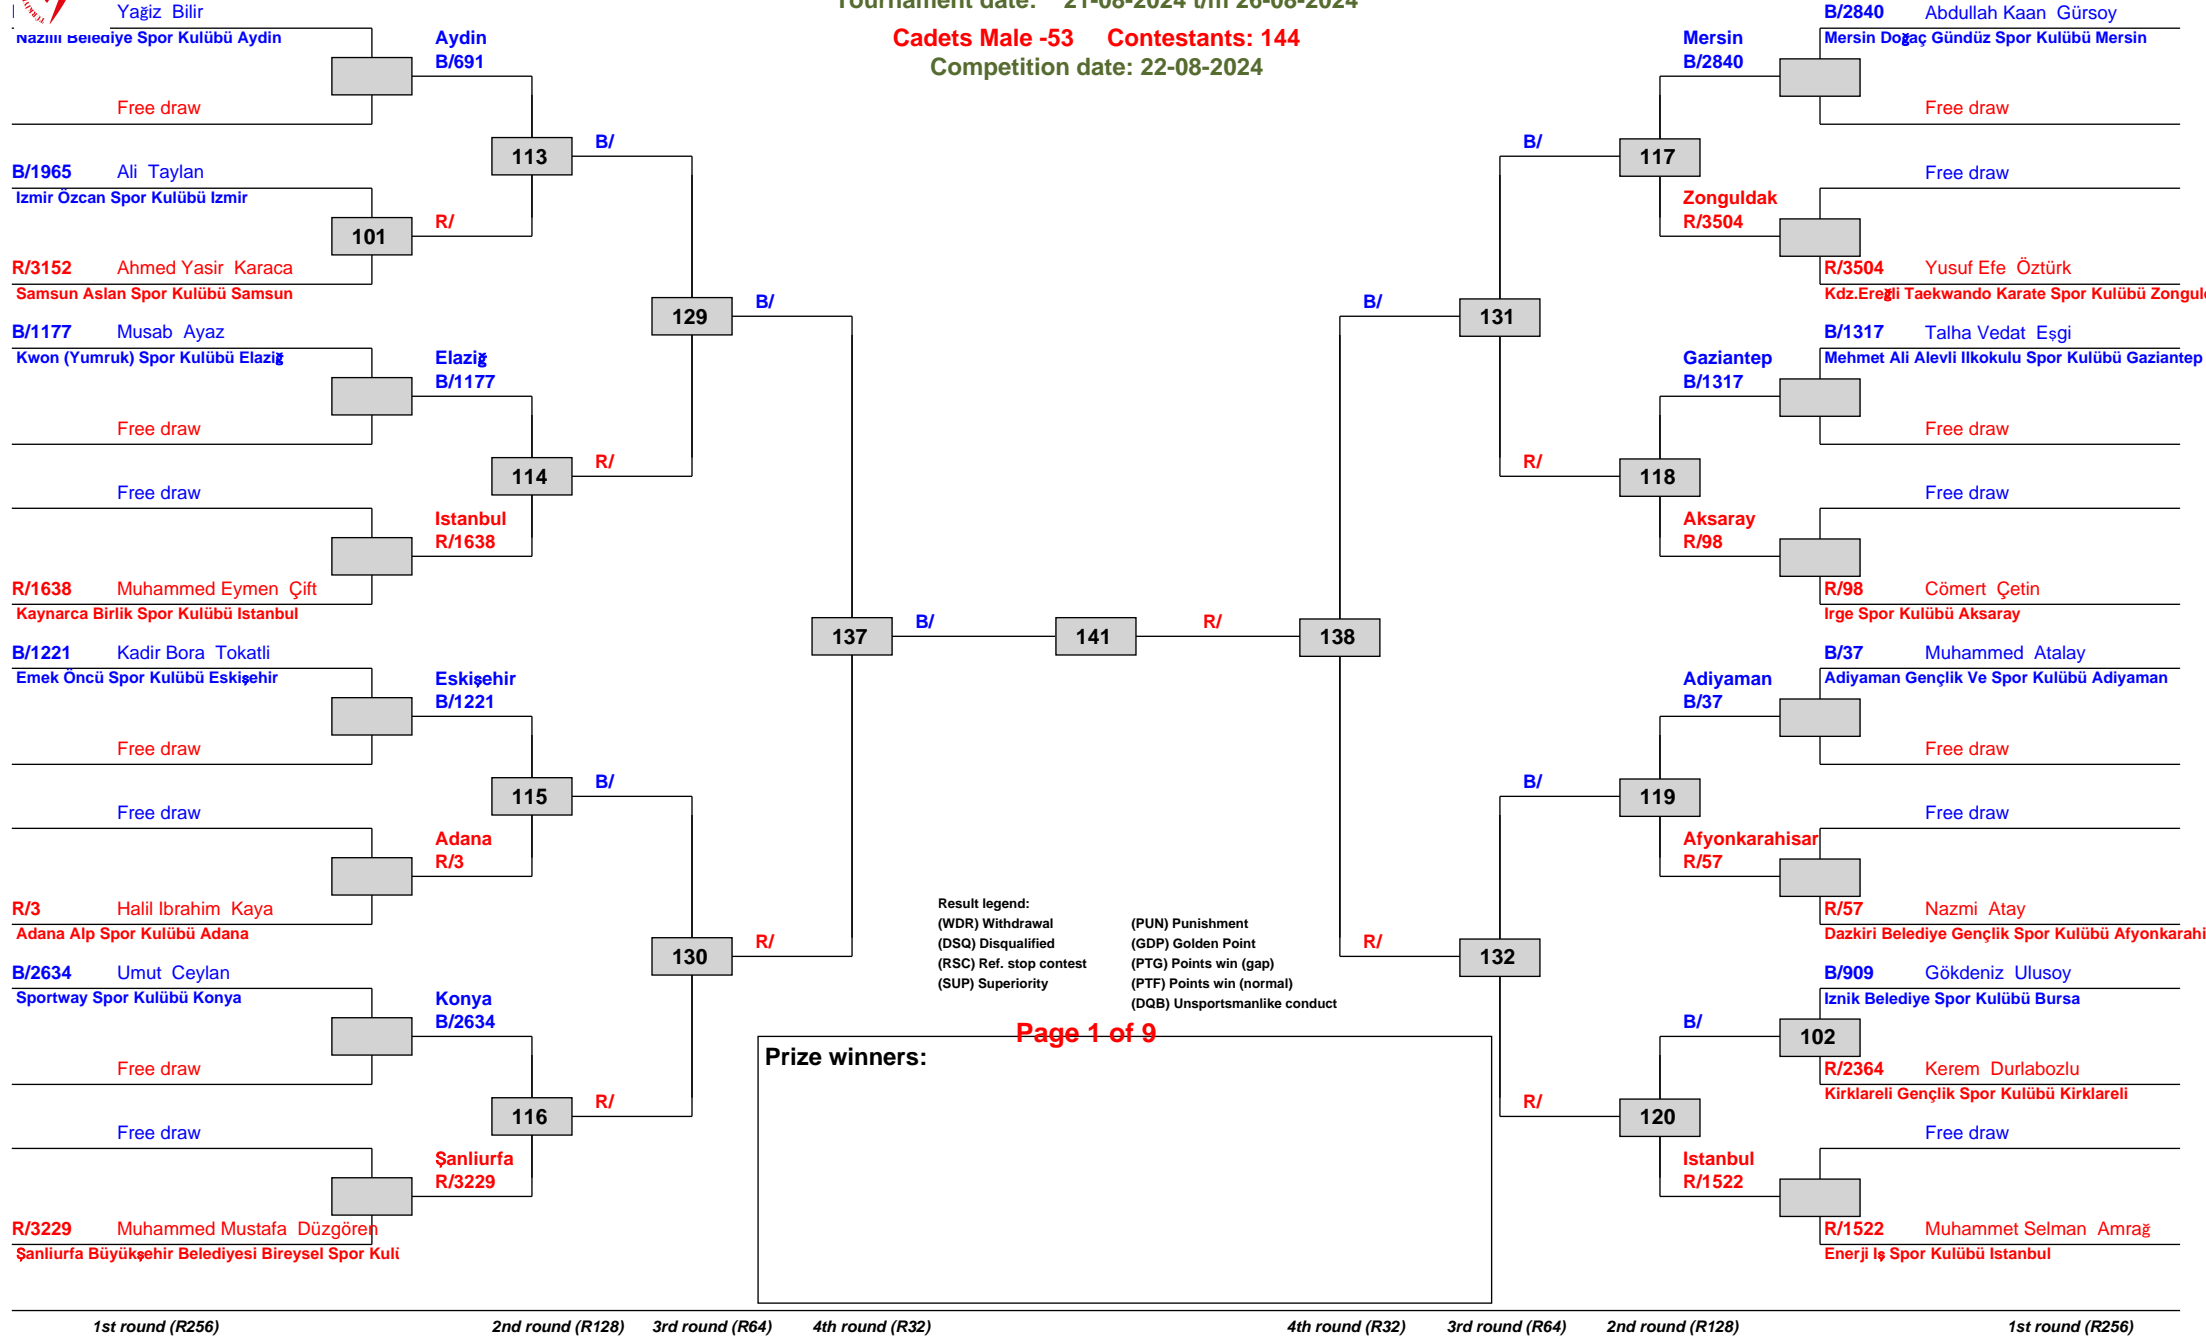 Tournament date: 21-08-2024 t/m 26-08-2024
Cadets Male -53 Contestants: 144
Competition date: 22-08-2024
Yağiz Bilir
Nazilli Belediye Spor Kulübü Aydin
Free draw
Aydin
B/691
B/1965 Ali Taylan
Izmir Özcan Spor Kulübü Izmir
101
R/
R/3152 Ahmed Yasir Karaca
Samsun Aslan Spor Kulübü Samsun
113
B/
B/1177 Musab Ayaz
Kwon (Yumruk) Spor Kulübü Elaziğ
Free draw
Elaziğ
B/1177
Free draw
R/1638 Muhammed Eymen Çift
Kaynarca Birlik Spor Kulübü Istanbul
Istanbul
R/1638
114
R/
129
B/
B/1221 Kadir Bora Tokatli
Emek Öncü Spor Kulübü Eskişehir
Free draw
Eskişehir
B/1221
Free draw
R/3 Halil Ibrahim Kaya
Adana Alp Spor Kulübü Adana
Adana
R/3
115
B/
B/2634 Umut Ceylan
Sportway Spor Kulübü Konya
Free draw
Konya
B/2634
Free draw
R/3229 Muhammed Mustafa Düzgören
Şanliurfa Büyükşehir Belediyesi Bireysel Spor Kulü
Şanliurfa
R/3229
116
R/
130
R/
137
B/
141
R/
138
B/2840 Abdullah Kaan Gürsoy
Mersin Doğaç Gündüz Spor Kulübü Mersin
Free draw
Mersin
B/2840
Free draw
R/3504 Yusuf Efe Öztürk
Kdz.Ereğli Taekwando Karate Spor Kulübü Zongul
Zonguldak
R/3504
117
B/
B/1317 Talha Vedat Eşgi
Mehmet Ali Alevli Ilkokulu Spor Kulübü Gaziantep
Free draw
Gaziantep
B/1317
Free draw
R/98 Cömert Çetin
Irge Spor Kulübü Aksaray
Aksaray
R/98
118
R/
131
B/
B/37 Muhammed Atalay
Adiyaman Gençlik Ve Spor Kulübü Adiyaman
Free draw
Adiyaman
B/37
Free draw
R/57 Nazmi Atay
Dazkiri Belediye Gençlik Spor Kulübü Afyonkarahi
Afyonkarahisar
R/57
119
B/
B/909 Gökdeniz Ulusoy
Iznik Belediye Spor Kulübü Bursa
102
B/
R/2364 Kerem Durlabozlu
Kirklareli Gençlik Spor Kulübü Kirklareli
Free draw
R/1522 Muhammet Selman Amrağ
Enerji Iş Spor Kulübü Istanbul
Istanbul
R/1522
120
R/
132
R/
Result legend:
(WDR) Withdrawal (PUN) Punishment
(DSQ) Disqualified (GDP) Golden Point
(RSC) Ref. stop contest (PTG) Points win (gap)
(SUP) Superiority (PTF) Points win (normal)
(DQB) Unsportsmanlike conduct
Page 1 of 9
Prize winners:
1st round (R256) 2nd round (R128) 3rd round (R64) 4th round (R32) 4th round (R32) 3rd round (R64) 2nd round (R128) 1st round (R256)